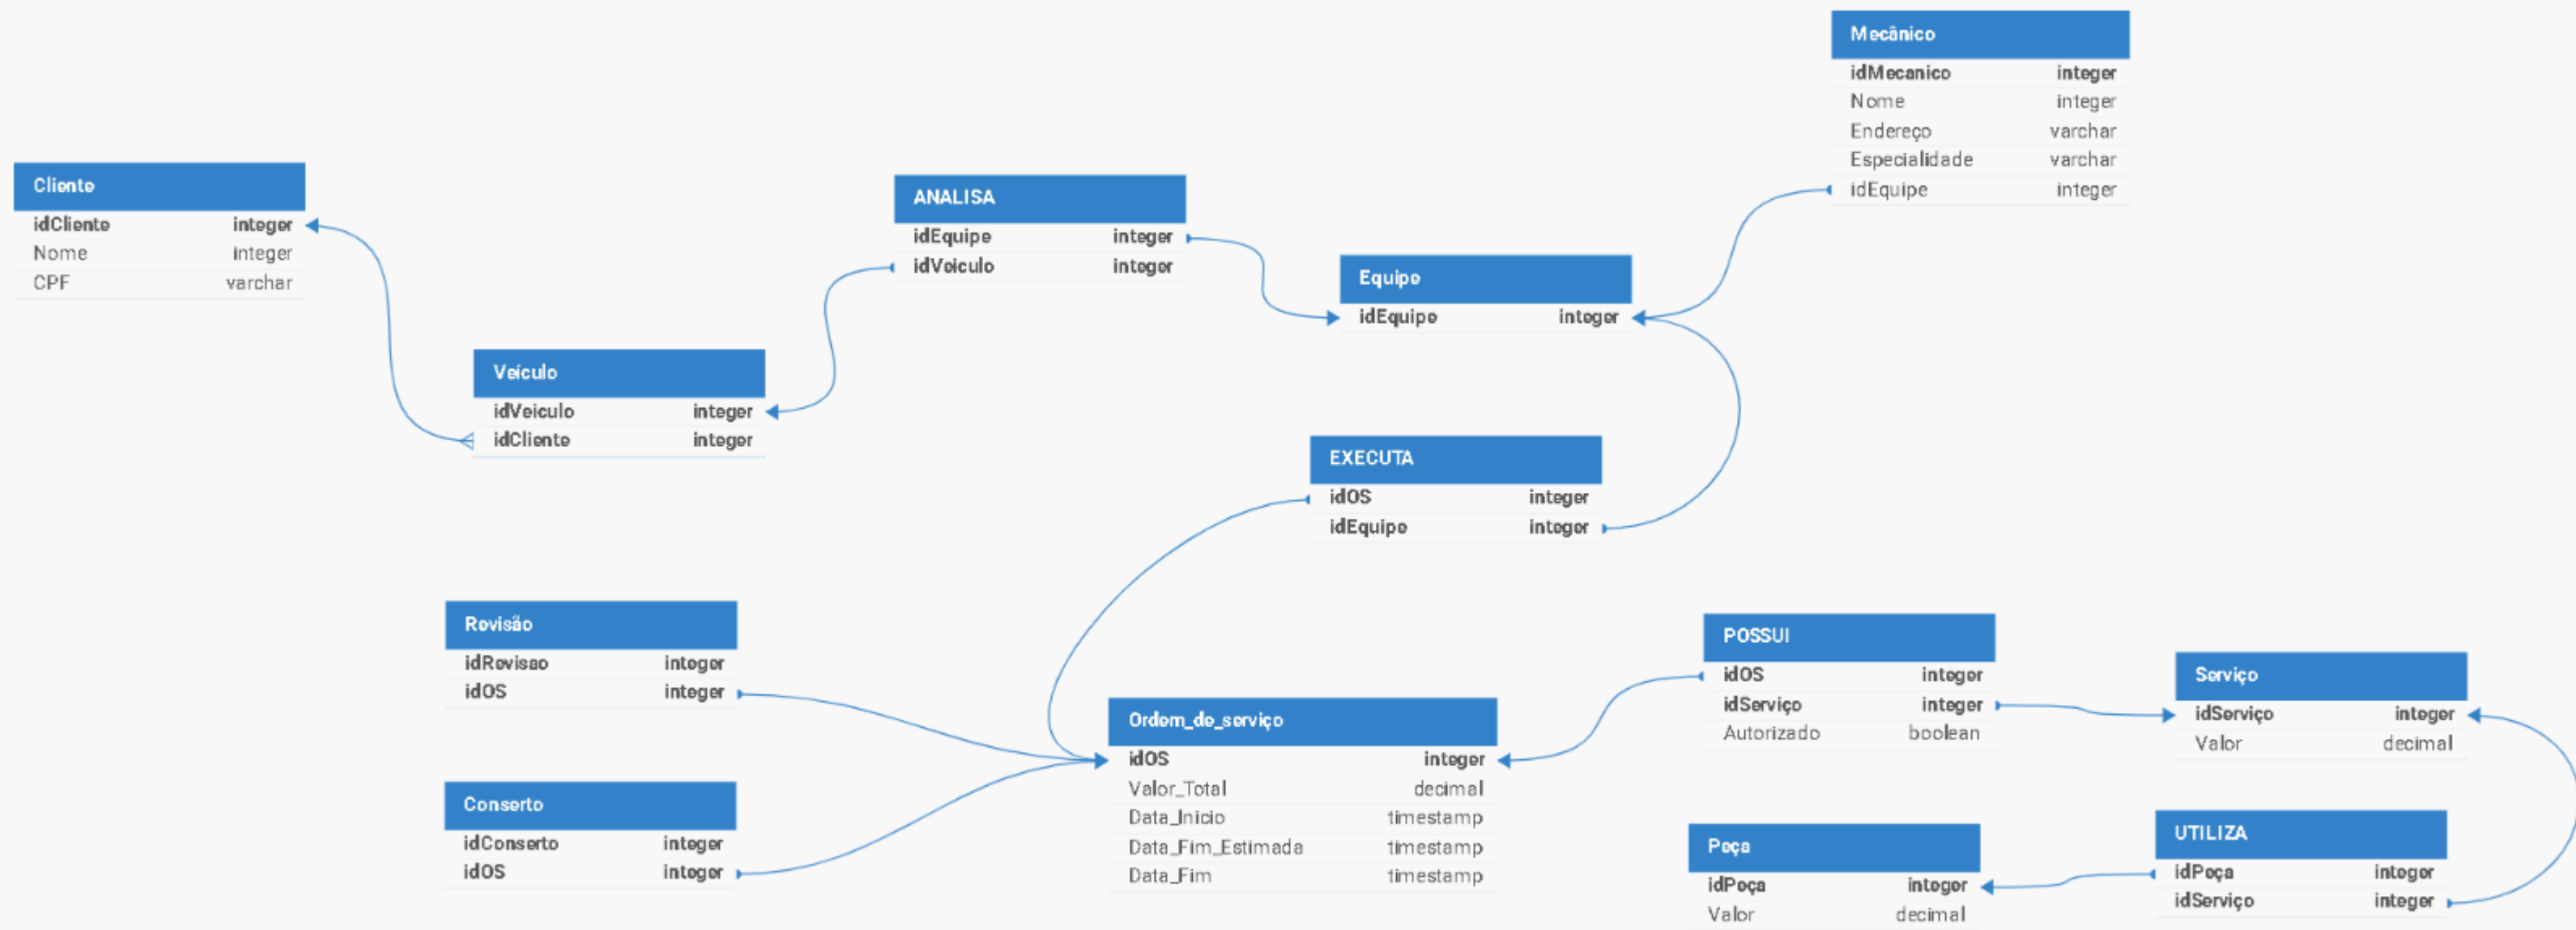 Cliente
idCliente integer
Nome integer
CPF varchar
Veículo
idVeiculo integer
idCliente integer
ANALISA
idEquipe integer
idVeiculo integer
Equipe
idEquipe integer
Mecânico
idMecanico integer
Nome integer
Endereço varchar
Especialidade varchar
idEquipe integer
EXECUTA
idOS integer
idEquipe integer
Revisão
idRevisao integer
idOS integer
Conserto
idConserto integer
idOS integer
Ordem_de_serviço
idOS integer
Valor_Total decimal
Data_Inicio timestamp
Data_Fim_Estimada timestamp
Data_Fim timestamp
POSSUI
idOS integer
idServiço integer
Autorizado boolean
Serviço
idServiço integer
Valor decimal
Peça
idPeça integer
Valor decimal
UTILIZA
idPeça integer
idServiço integer